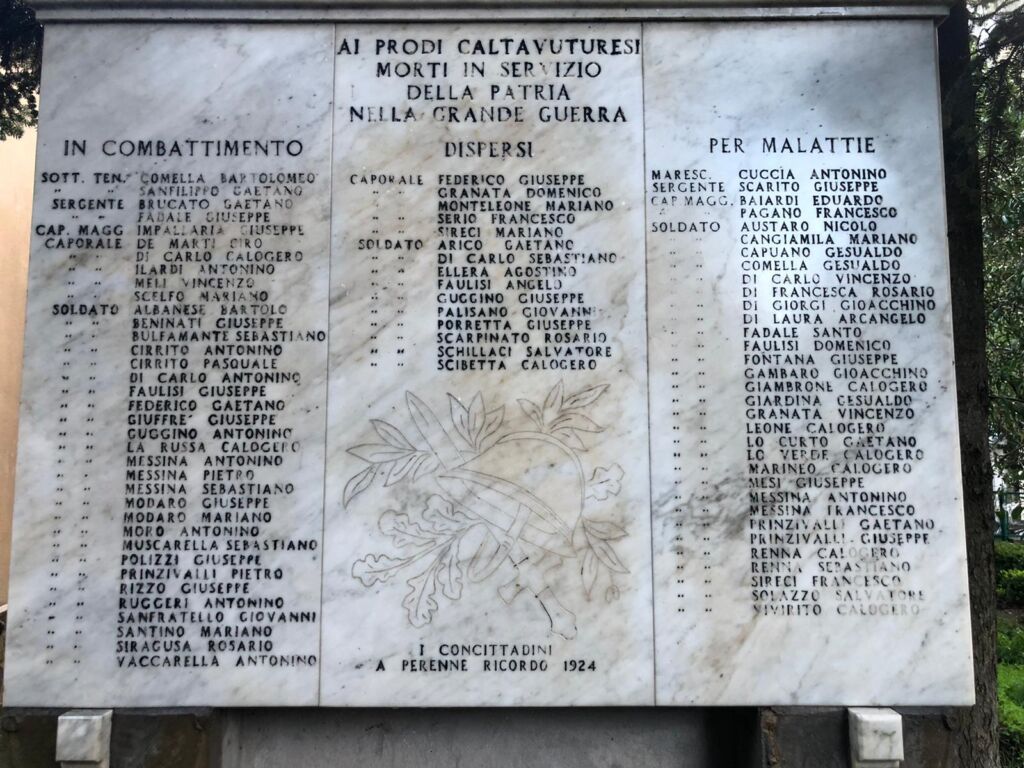 AI PRODI CALTAVUTURESI
MORTI IN SERVIZIO
DELLA PATRIA
NELLA GRANDE GUERRA
IN COMBATTIMENTO
SOTT. TEN. COMELLA BARTOLOMEO
" " SANFILIPPO GAETANO
SERGENTE BRUCATO GAETANO
" " FADALE GIUSEPPE
CAP. MAGG IMPALLARIA GIUSEPPE
CAPORALE DE MARTI CIRO
" " DI CARLO CALOGERO
" " ILARDI ANTONINO
" " MELI VINCENZO
" " SCELFO MARIANO
SOLDATO ALBANESE BARTOLO
" " BENINATI GIUSEPPE
" " BULFAMANTE SEBASTIANO
" " CIRRITO ANTONINO
" " CIRRITO PASQUALE
" " DI CARLO ANTONINO
" " FAULISI GIUSEPPE
" " FEDERICO GAETANO
" " GIUFFRE' GIUSEPPE
" " GUGGINO ANTONINO
" " LA RUSSA CALOGERO
" " MESSINA ANTONINO
" " MESSINA PIETRO
" " MESSINA SEBASTIANO
" " MODARO GIUSEPPE
" " MODARO MARIANO
" " MORO ANTONINO
" " MUSCARELLA SEBASTIANO
" " POLIZZI GIUSEPPE
" " PRINZIVALLI PIETRO
" " RIZZO GIUSEPPE
" " RUGGERI ANTONINO
" " SANFRATELLO GIOVANNI
" " SANTINO MARIANO
" " SIRAGUSA ROSARIO
" " VACCARELLA ANTONINO
DISPERSI
CAPORALE FEDERICO GIUSEPPE
" " GRANATA DOMENICO
" " MONTELEONE MARIANO
" " SERIO FRANCESCO
" " SIRECI MARIANO
SOLDATO ARICO GAETANO
" " DI CARLO SEBASTIANO
" " ELLERA AGOSTINO
" " FAULISI ANGELO
" " GUGGINO GIUSEPPE
" " PALISANO GIOVANNI
" " PORRETTA GIUSEPPE
" " SCARPINATO ROSARIO
" " SCHILLACI SALVATORE
" " SCIBETTA CALOGERO
PER MALATTIE
MARESC. CUCCIA ANTONINO
SERGENTE SCARITO GIUSEPPE
CAP MAGG. BAIARDI EDUARDO
" " PAGANO FRANCESCO
SOLDATO AUSTARO NICOLO
" " CANGIAMILA MARIANO
" " CAPUANO GESUALDO
" " COMELLA GESUALDO
" " DI CARLO VINCENZO
" " DI FRANCESCA ROSARIO
" " DI GIORGI GIOACCHINO
" " DI LAURA ARCANGELO
" " FADALE SANTO
" " FAULISI DOMENICO
" " FONTANA GIUSEPPE
" " GAMBARO GIOACCHINO
" " GIAMBRONE CALOGERO
" " GIARDINA GESUALDO
" " GRANATA VINCENZO
" " LEONE CALOGERO
" " LO CURTO GAETANO
" " LO VERDE CALOGERO
" " MARINEO CALOGERO
" " MESI GIUSEPPE
" " MESSINA ANTONINO
" " MESSINA FRANCESCO
" " PRINZIVALLI GAETANO
" " PRINZIVALLI GIUSEPPE
" " RENNA CALOGERO
" " RENNA SEBASTIANO
" " SIRECI FRANCESCO
" " SOLAZZO SALVATORE
" " VIVIRITO CALOGERO
I CONCITTADINI
A PERENNE RICORDO 1924